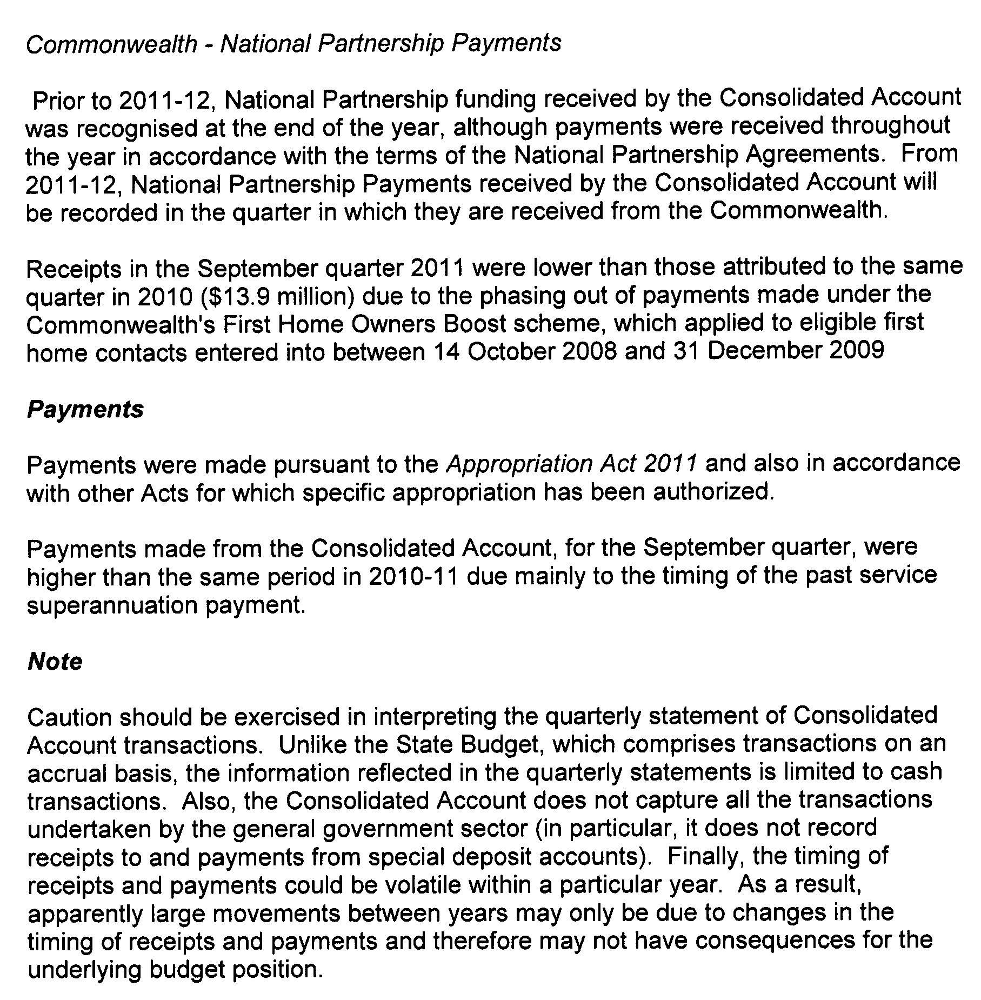 Commonwealth - National Partnership Payments
Prior to 2011-12, National Partnership funding received by the Consolidated Account
was recognised at the end of the year, although payments were received throughout
the year in accordance with the terms of the National Partnership Agreements.  From
2011-12, National Partnership Payments received by the Consolidated Account will
be recorded in the quarter in which they are received from the Commonwealth.
Receipts in the September quarter 2011 were lower than those attributed to the same
quarter in 2010 ($13.9 million) due to the phasing out of payments made under the
Commonwealth's First Home Owners Boost scheme, which applied to eligible first
home contacts entered into between 14 October 2008 and 31 December 2009
Payments
Payments were made pursuant to the Appropriation Act 2011 and also in accordance
with other Acts for which specific appropriation has been authorized.
Payments made from the Consolidated Account, for the September quarter, were
higher than the same period in 2010-11 due mainly to the timing of the past service
superannuation payment.
Note
Caution should be exercised in interpreting the quarterly statement of Consolidated
Account transactions.  Unlike the State Budget, which comprises transactions on an
accrual basis, the information reflected in the quarterly statements is limited to cash
transactions.  Also, the Consolidated Account does not capture all the transactions
undertaken by the general government sector (in particular, it does not record
receipts to and payments from special deposit accounts).  Finally, the timing of
receipts and payments could be volatile within a particular year.  As a result,
apparently large movements between years may only be due to changes in the
timing of receipts and payments and therefore may not have consequences for the
underlying budget position.